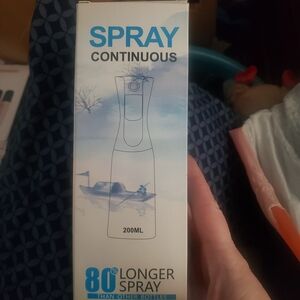 SPRAY
CONTINUOUS
200ML
80% LONGER
SPRAY
THAN OTHER BOTTLES